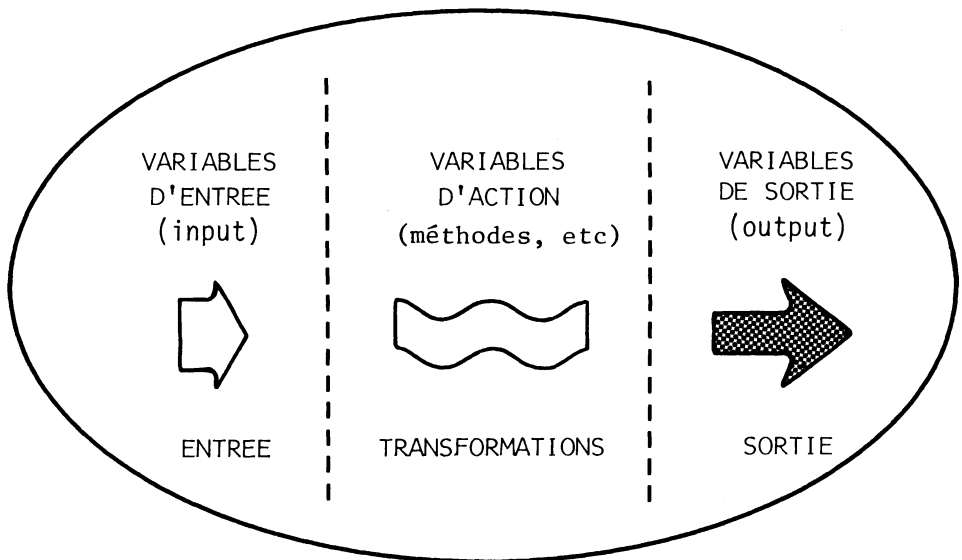 VARIABLES
D'ENTREE
(input)
VARIABLES
D'ACTION
(méthodes, etc)
VARIABLES
DE SORTIE
(output)
ENTREE
TRANSFORMATIONS
SORTIE